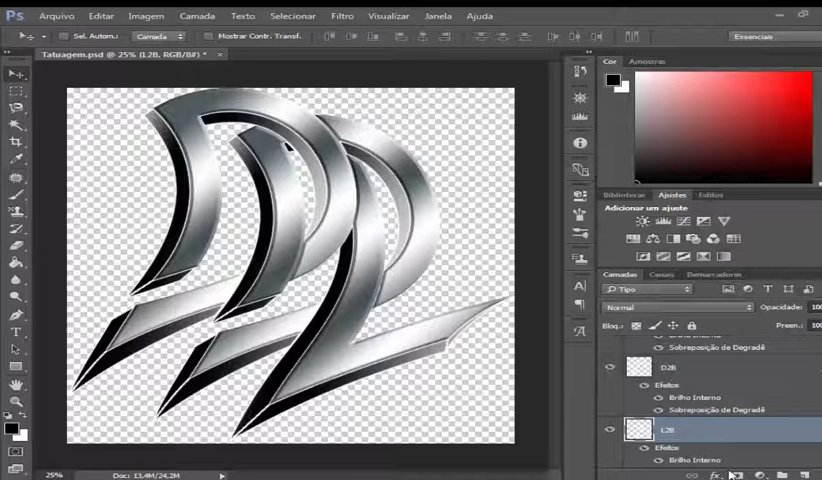 Ps Arquivo Editar Imagem Camada Texto Selecionar Filtro Visualizar Janela Ajuda
Sel. Autom.: Camada Mostrar Contr. Transf. Essenciais
Tatuagem.psd @ 25% (L2B, RGB/8#) * ×
Cor Amostras
Bibliotecas Ajustes Estilos
Adicionar um ajuste
Camadas Canais Demarcadores
Tipo
Normal Opacidade: 100
Bloq.: Preen.: 100
Sobreposição de Degradê
D2B
Efeitos
Brilho Interno
Sobreposição de Degradê
L2B
Efeitos
Brilho Interno
25% Doc: 13,4M/24,2M fx